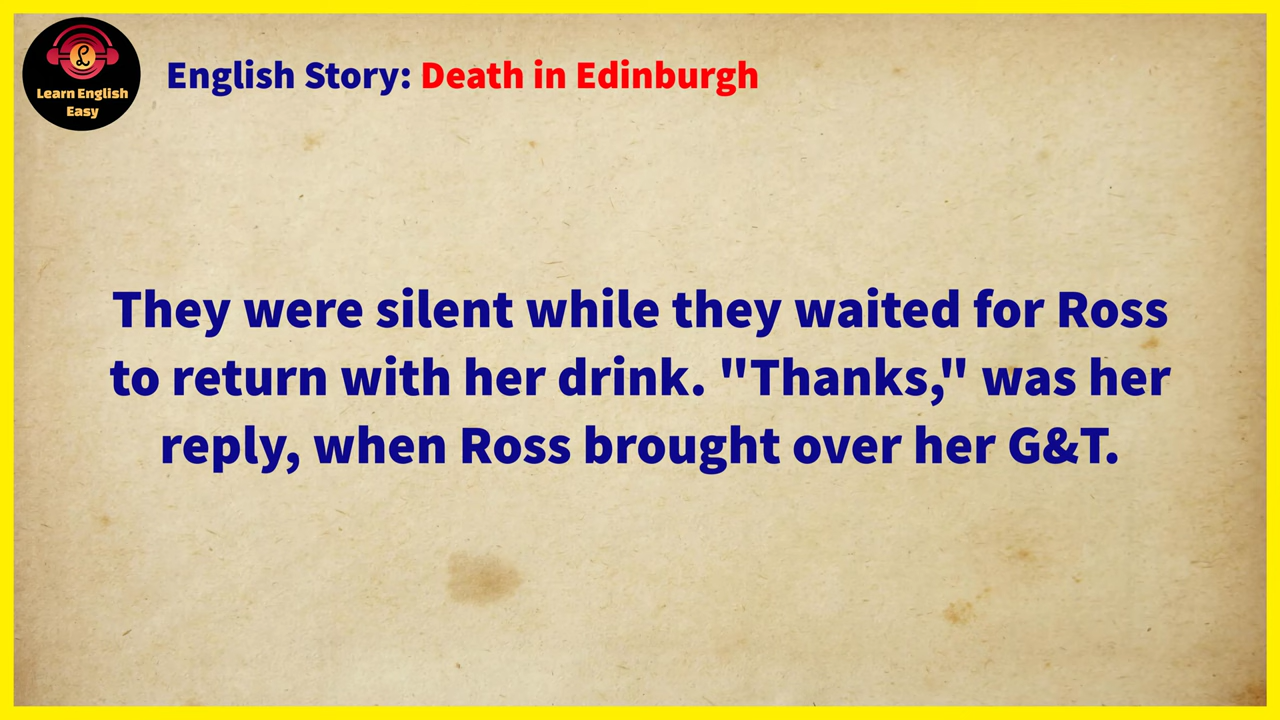 Learn English
Easy
English Story: Death in Edinburgh
They were silent while they waited for Ross
to return with her drink. "Thanks," was her
reply, when Ross brought over her G&T.